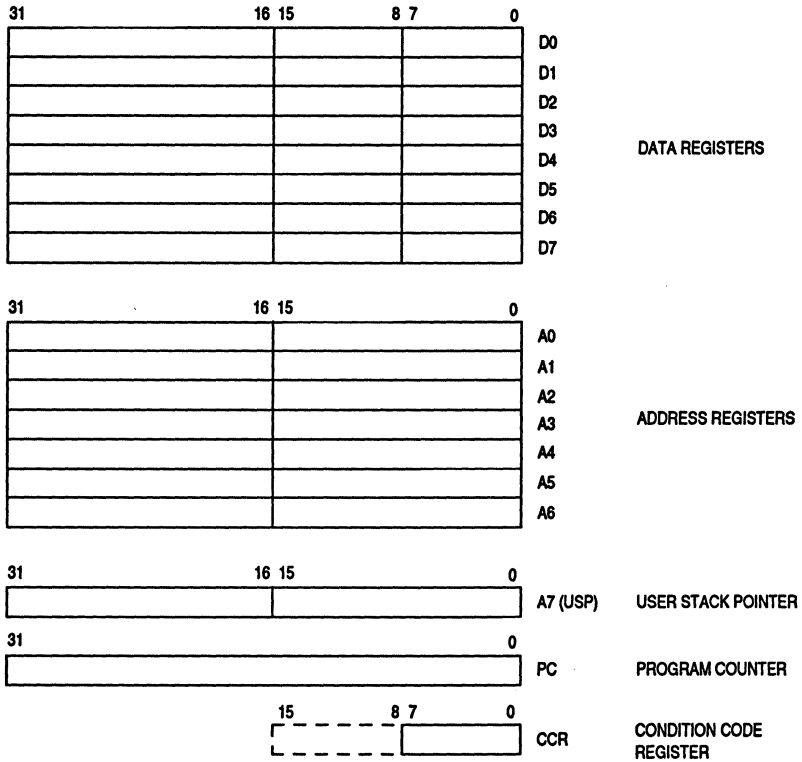 31 16 15 8 7 0
D0
D1
D2
D3
D4
D5
D6
D7
DATA REGISTERS
31 16 15 0
A0
A1
A2
A3
A4
A5
A6
ADDRESS REGISTERS
31 16 15 0
A7 (USP) USER STACK POINTER
31 0
PC PROGRAM COUNTER
15 8 7 0
CCR CONDITION CODE
REGISTER